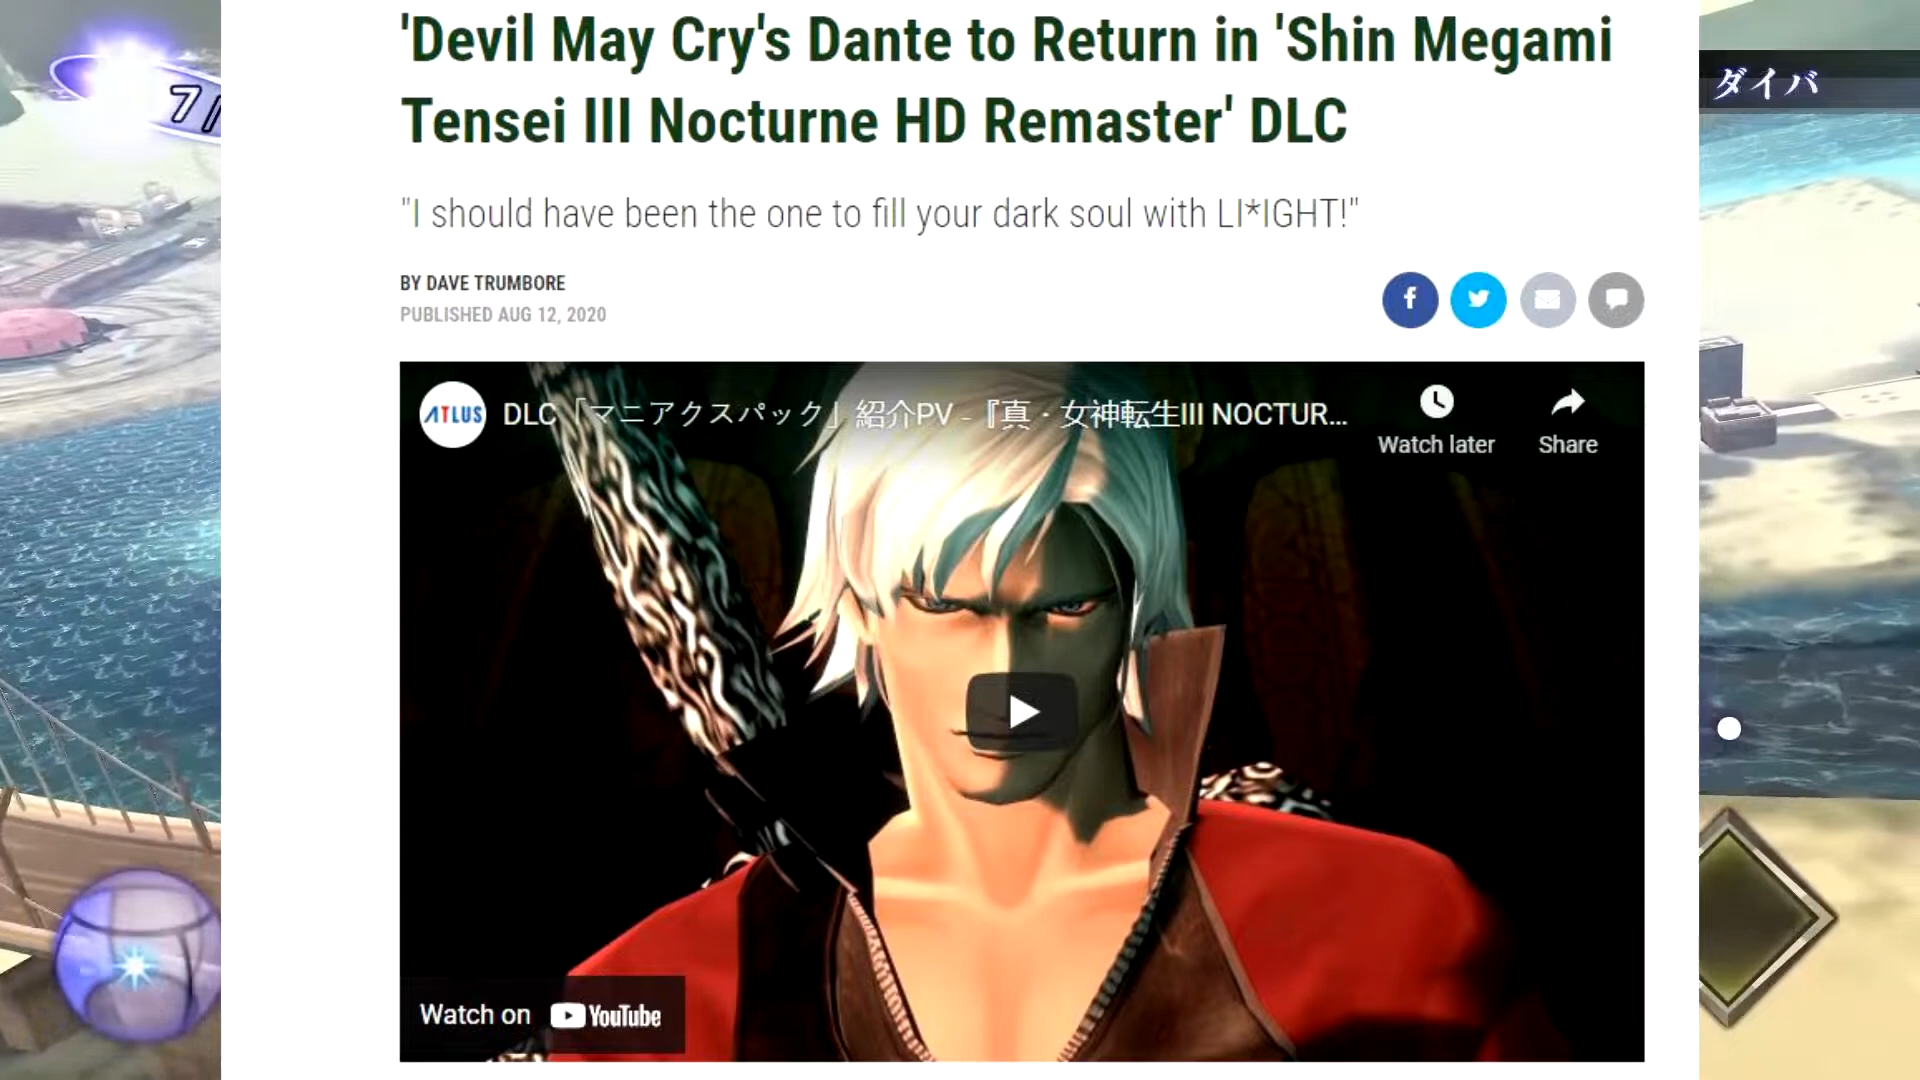 'Devil May Cry's Dante to Return in 'Shin Megami
Tensei III Nocturne HD Remaster' DLC
"I should have been the one to fill your dark soul with LI*IGHT!"
BY DAVE TRUMBORE
PUBLISHED AUG 12, 2020
7/
ダイバ
f
ATLUS
DLC「マニアクスパック」紹介PV -『真・女神転生III NOCTUR...
Watch later
Share
Watch on YouTube